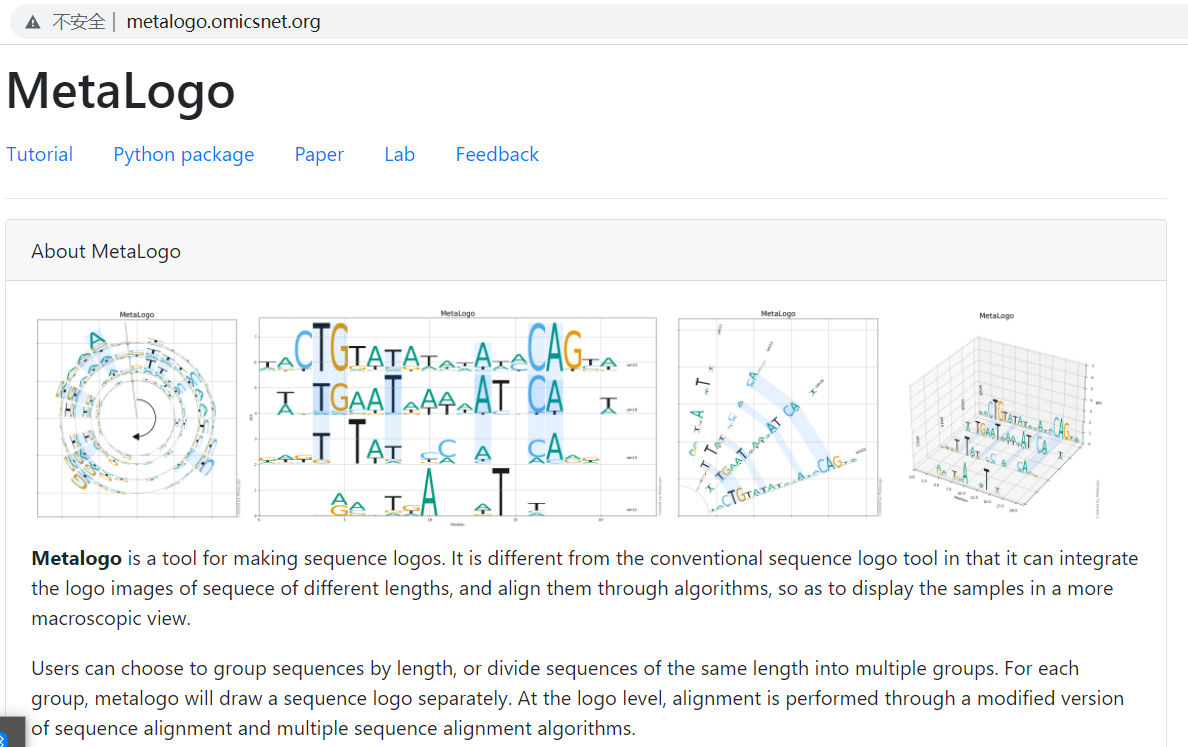 不安全 | metalogo.omicsnet.org
MetaLogo
Tutorial Python package Paper Lab Feedback
About MetaLogo
MetaLogo MetaLogo MetaLogo MetaLogo
Metalogo is a tool for making sequence logos. It is different from the conventional sequence logo tool in that it can integrate
the logo images of sequece of different lengths, and align them through algorithms, so as to display the samples in a more
macroscopic view.
Users can choose to group sequences by length, or divide sequences of the same length into multiple groups. For each
group, metalogo will draw a sequence logo separately. At the logo level, alignment is performed through a modified version
of sequence alignment and multiple sequence alignment algorithms.